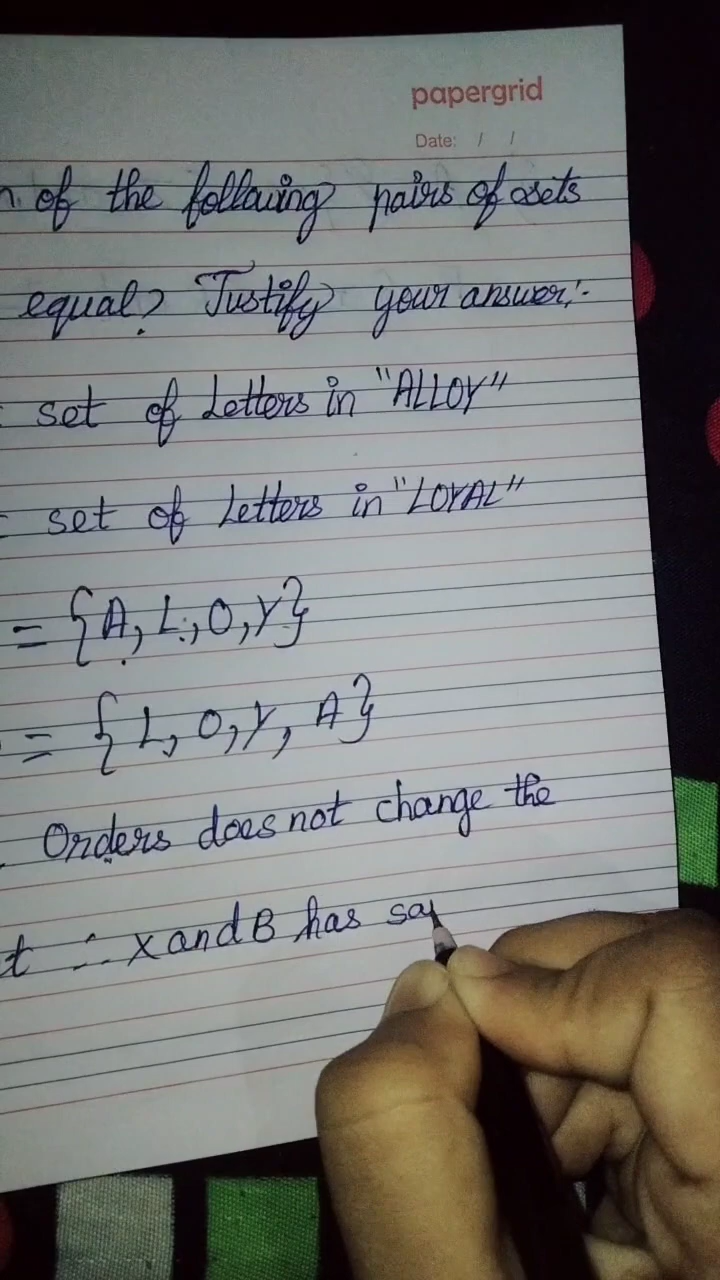 papergrid
Date: / /
of the following pairs of sets
equal? Justify your answer:-
set of Letters in "ALLOY"
set of Letters in "LOYAL"
= {A, L, O, Y}
= {L, O, Y, A}
Orders does not change the
t ∴ X and B has sa